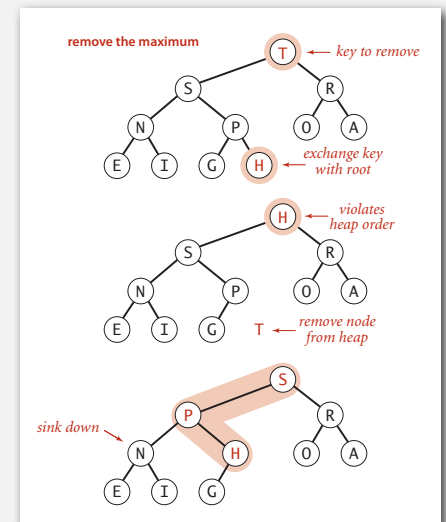 remove the maximum
T
key to remove
S
R
N
P
O
A
exchange key
with root
E
I
G
H
H
violates
heap order
S
R
N
P
O
A
E
I
G
T
remove node
from heap
S
P
R
sink down
N
H
O
A
E
I
G